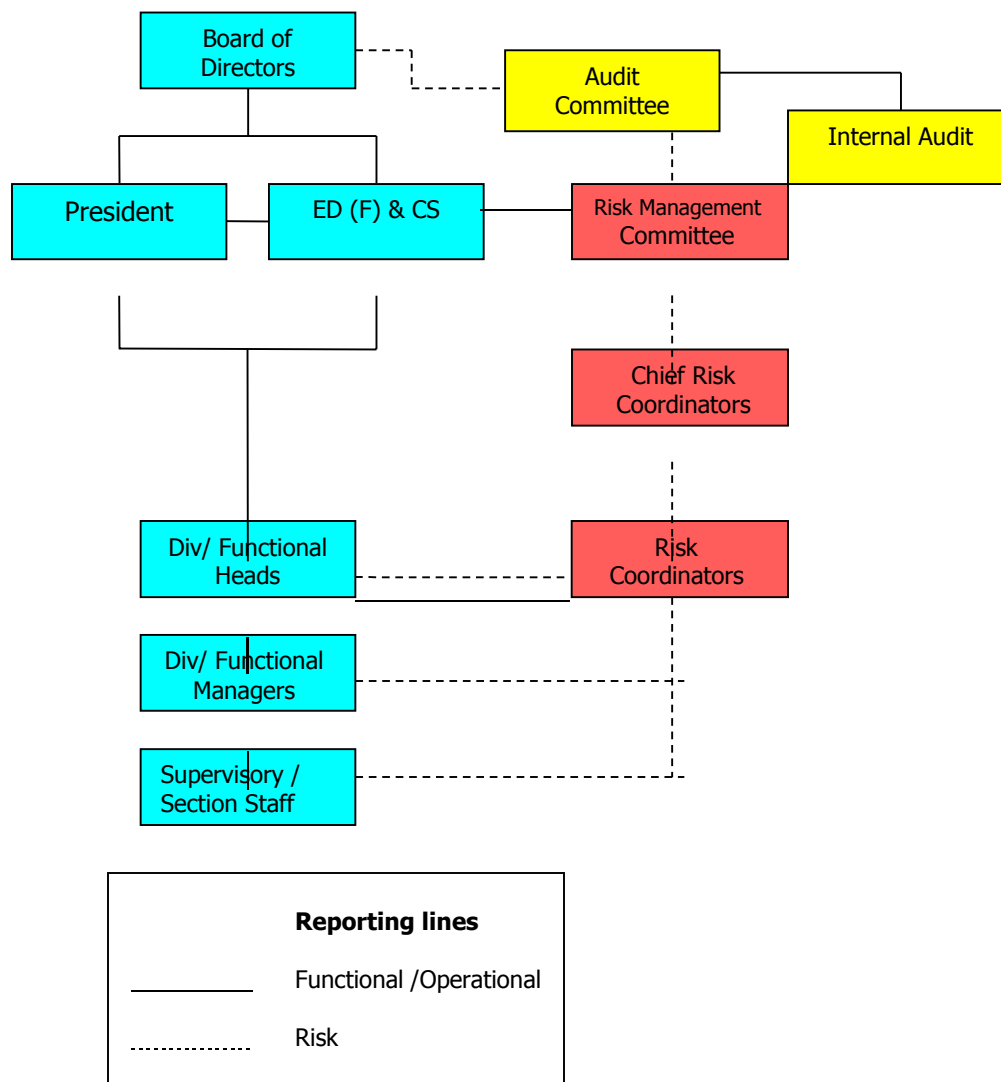 Board of
Directors
Audit
Committee
Internal Audit
President
ED (F) & CS
Risk Management
Committee
Chief Risk
Coordinators
Div/ Functional
Heads
Risk
Coordinators
Div/ Functional
Managers
Supervisory /
Section Staff
Reporting lines
Functional /Operational
Risk